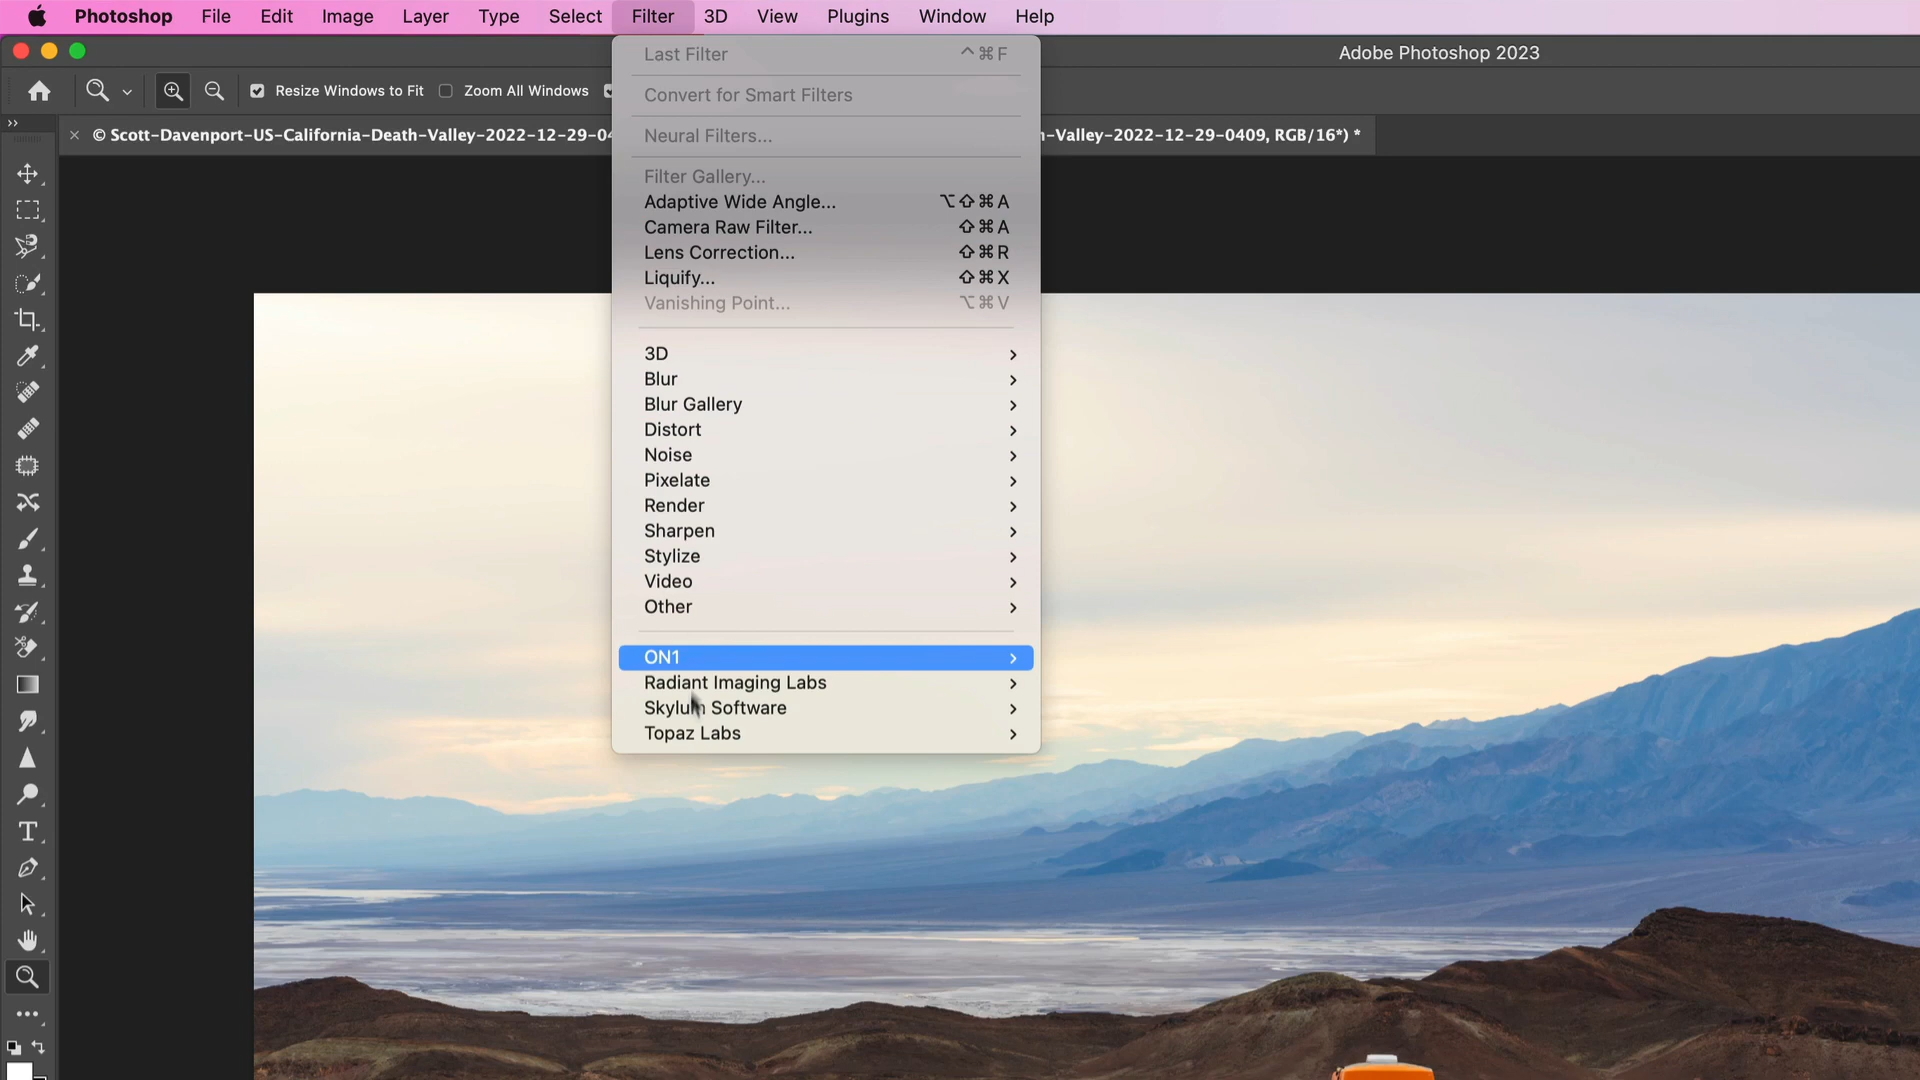 Photoshop File Edit Image Layer Type Select Filter 3D View Plugins Window Help
Adobe Photoshop 2023
Resize Windows to Fit Zoom All Windows
© Scott-Davenport-US-California-Death-Valley-2022-12-29-04
-Valley-2022-12-29-0409, RGB/16*) *
Last Filter ^⌘F
Convert for Smart Filters
Neural Filters...
Filter Gallery...
Adaptive Wide Angle... ⌥⇧⌘A
Camera Raw Filter... ⇧⌘A
Lens Correction... ⇧⌘R
Liquify... ⇧⌘X
Vanishing Point... ⌥⌘V
3D
Blur
Blur Gallery
Distort
Noise
Pixelate
Render
Sharpen
Stylize
Video
Other
ON1
Radiant Imaging Labs
Skylum Software
Topaz Labs